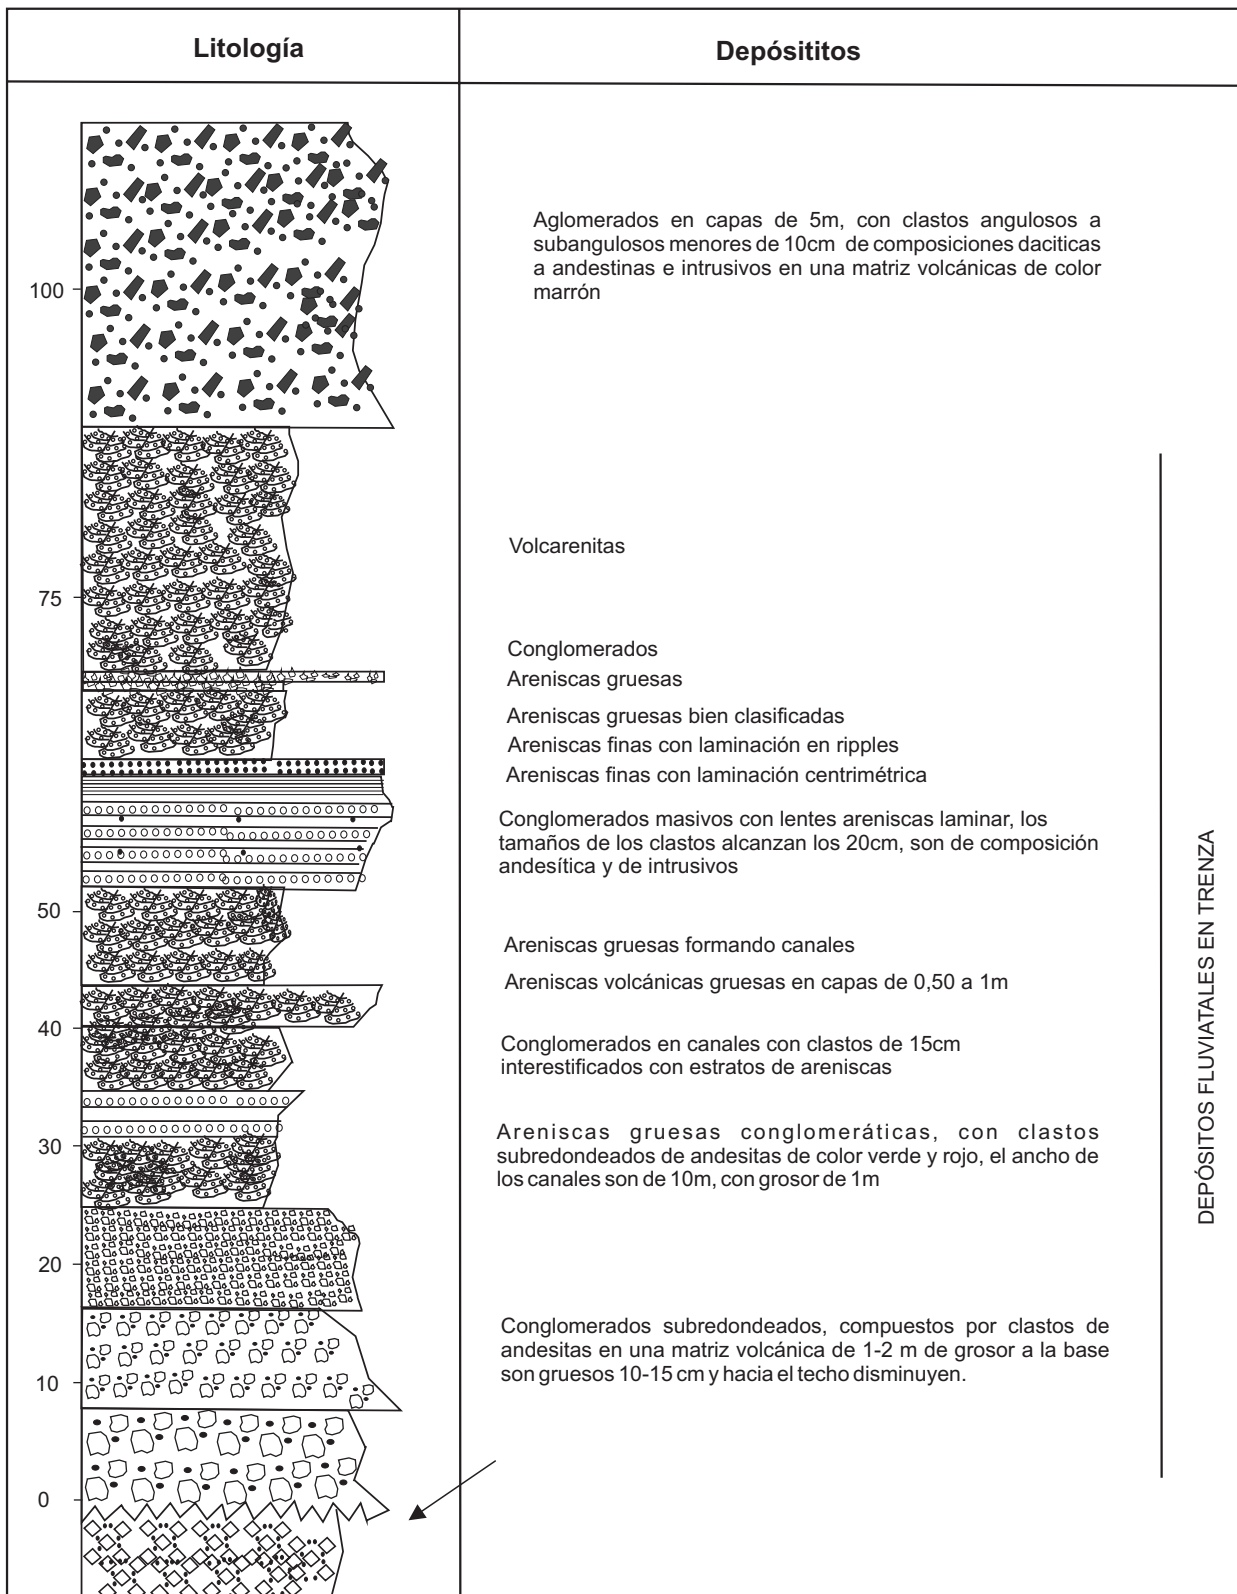 Litología
Depósititos
Aglomerados en capas de 5m, con clastos angulosos a
subangulosos menores de 10cm de composiciones daciticas
a andestinas e intrusivos en una matriz volcánicas de color
marrón
100
Volcarenitas
75
Conglomerados
Areniscas gruesas
Areniscas gruesas bien clasificadas
Areniscas finas con laminación en ripples
Areniscas finas con laminación centrimétrica
Conglomerados masivos con lentes areniscas laminar, los
tamaños de los clastos alcanzan los 20cm, son de composición
andesítica y de intrusivos
50
Areniscas gruesas formando canales
Areniscas volcánicas gruesas en capas de 0,50 a 1m
40
Conglomerados en canales con clastos de 15cm
interestificados con estratos de areniscas
30
Areniscas gruesas conglomeráticas, con clastos
subredondeados de andesitas de color verde y rojo, el ancho de
los canales son de 10m, con grosor de 1m
20
Conglomerados subredondeados, compuestos por clastos de
andesitas en una matriz volcánica de 1-2 m de grosor a la base
son gruesos 10-15 cm y hacia el techo disminuyen.
10
0
DEPÓSITOS FLUVIATALES EN TRENZA